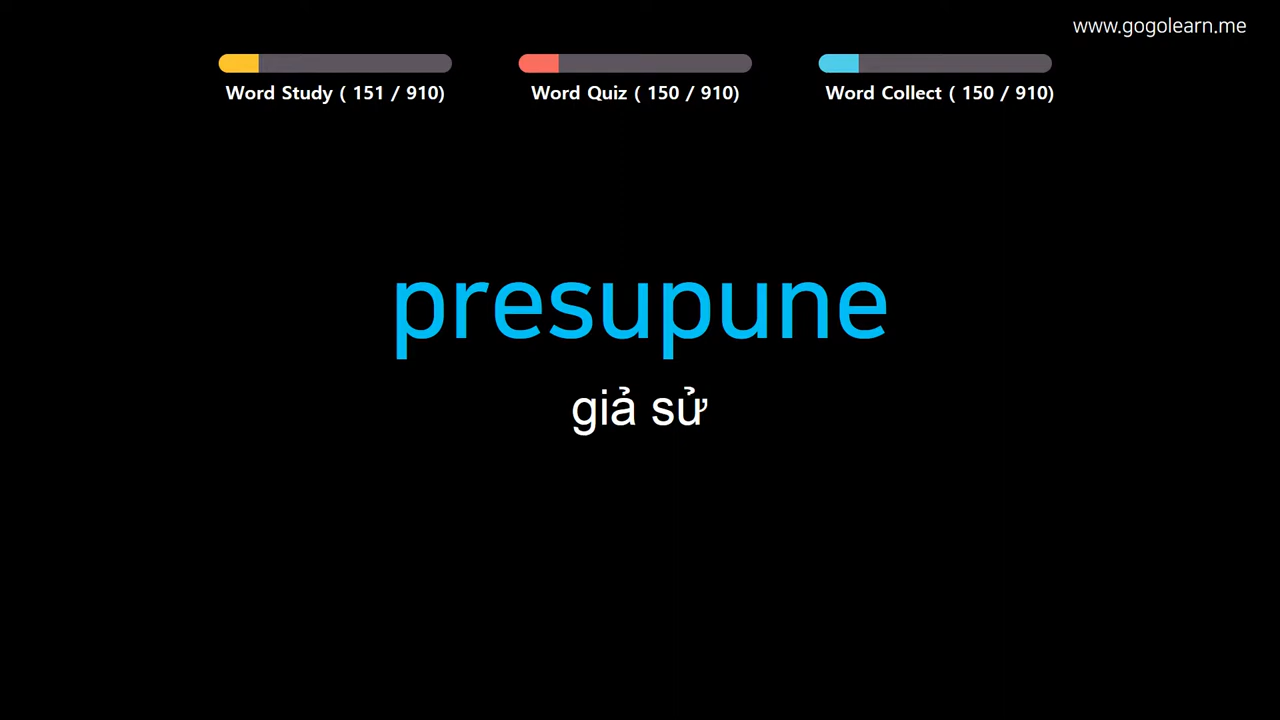 www.gogolearn.me
Word Study ( 151 / 910)
Word Quiz ( 150 / 910)
Word Collect ( 150 / 910)
presupune
giả sử